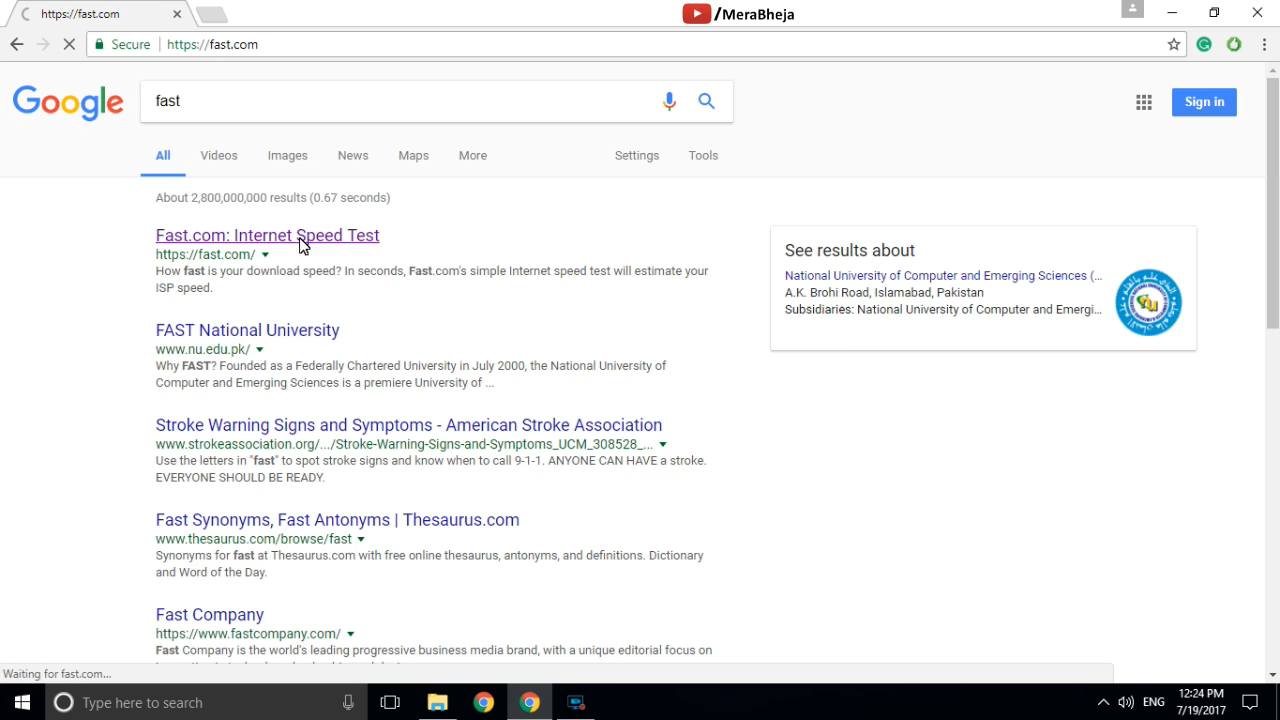 https://fast.com
/MeraBheja
Secure
https://fast.com
Google
fast
Sign in
All
Videos
Images
News
Maps
More
Settings
Tools
About 2,800,000,000 results (0.67 seconds)
Fast.com: Internet Speed Test
https://fast.com/
How fast is your download speed? In seconds, Fast.com's simple Internet speed test will estimate your
ISP speed.
FAST National University
www.nu.edu.pk/
Why FAST? Founded as a Federally Chartered University in July 2000, the National University of
Computer and Emerging Sciences is a premiere University of ...
Stroke Warning Signs and Symptoms - American Stroke Association
www.strokeassociation.org/.../Stroke-Warning-Signs-and-Symptoms_UCM_308528_...
Use the letters in "fast" to spot stroke signs and know when to call 9-1-1. ANYONE CAN HAVE a stroke.
EVERYONE SHOULD BE READY.
Fast Synonyms, Fast Antonyms | Thesaurus.com
www.thesaurus.com/browse/fast
Synonyms for fast at Thesaurus.com with free online thesaurus, antonyms, and definitions. Dictionary
and Word of the Day.
Fast Company
https://www.fastcompany.com/
Fast Company is the world's leading progressive business media brand, with a unique editorial focus on
See results about
National University of Computer and Emerging Sciences (...
A.K. Brohi Road, Islamabad, Pakistan
Subsidiaries: National University of Computer and Emergi...
Waiting for fast.com...
Type here to search
ENG
12:24 PM
7/19/2017